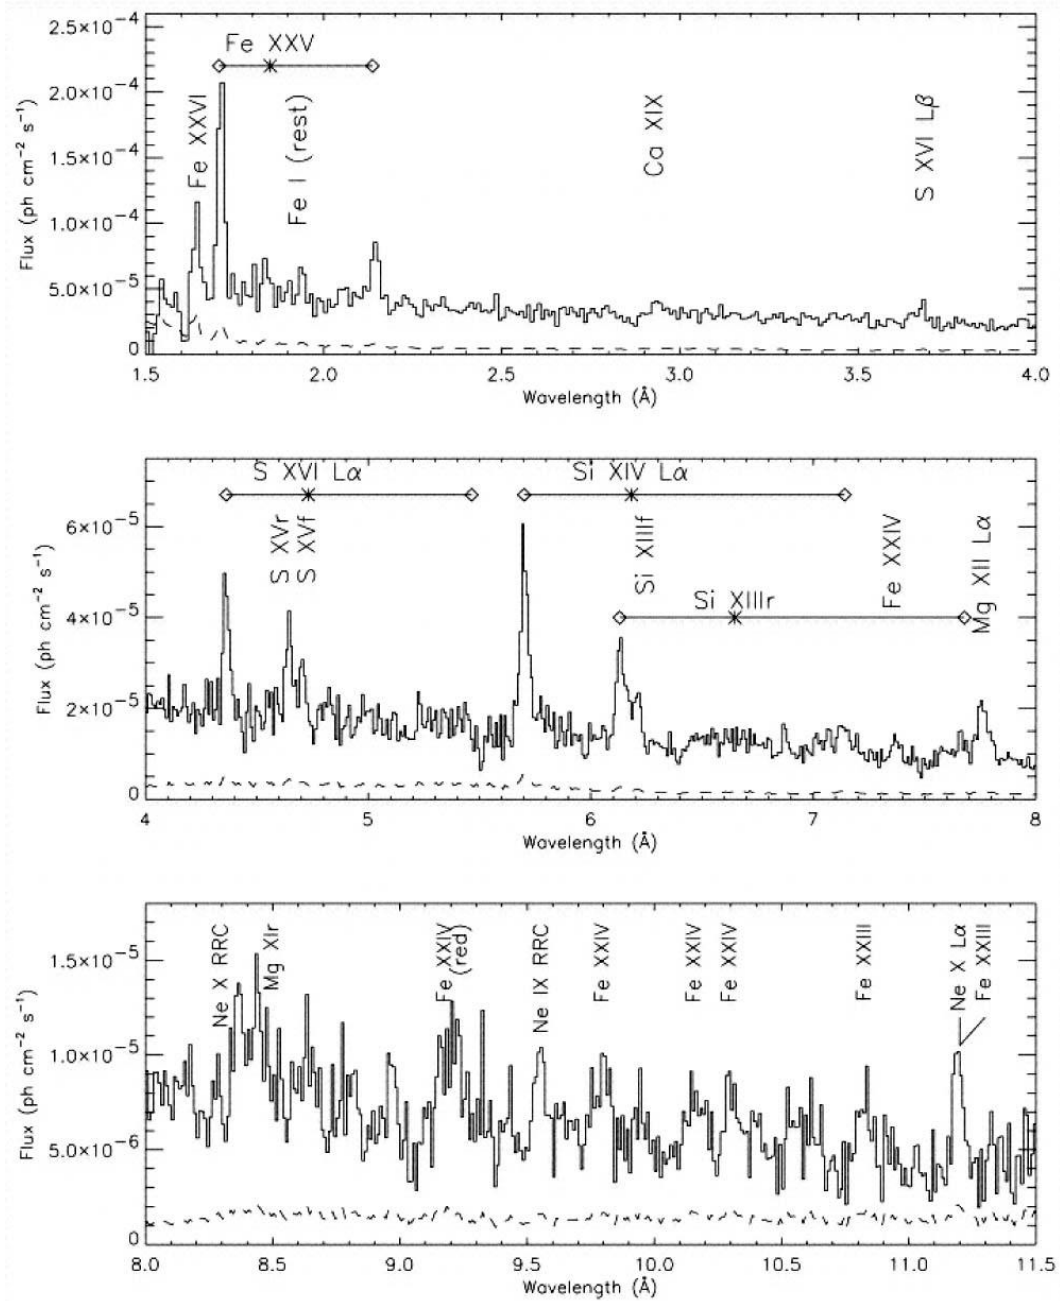 2.5×10⁻⁴
2.0×10⁻⁴
1.5×10⁻⁴
1.0×10⁻⁴
5.0×10⁻⁵
0
Flux (ph cm⁻² s⁻¹)
Fe XXV
Fe XXVI
Fe I (rest)
Ca XIX
S XVI Lβ
1.5 2.0 2.5 3.0 3.5 4.0
Wavelength (Å)
6×10⁻⁵
4×10⁻⁵
2×10⁻⁵
0
Flux (ph cm⁻² s⁻¹)
S XVI Lα
Si XIV Lα
S XVr
S XVf
Si XIIIf
Si XIIIr
Fe XXIV
Mg XII Lα
4 5 6 7 8
Wavelength (Å)
1.5×10⁻⁵
1.0×10⁻⁵
5.0×10⁻⁶
0
Flux (ph cm⁻² s⁻¹)
Ne X RRC
Mg XIr
Fe XXIV
(red)
Ne IX RRC
Fe XXIV
Fe XXIV
Fe XXIV
Fe XXIII
Ne X Lα
Fe XXIII
8.0 8.5 9.0 9.5 10.0 10.5 11.0 11.5
Wavelength (Å)